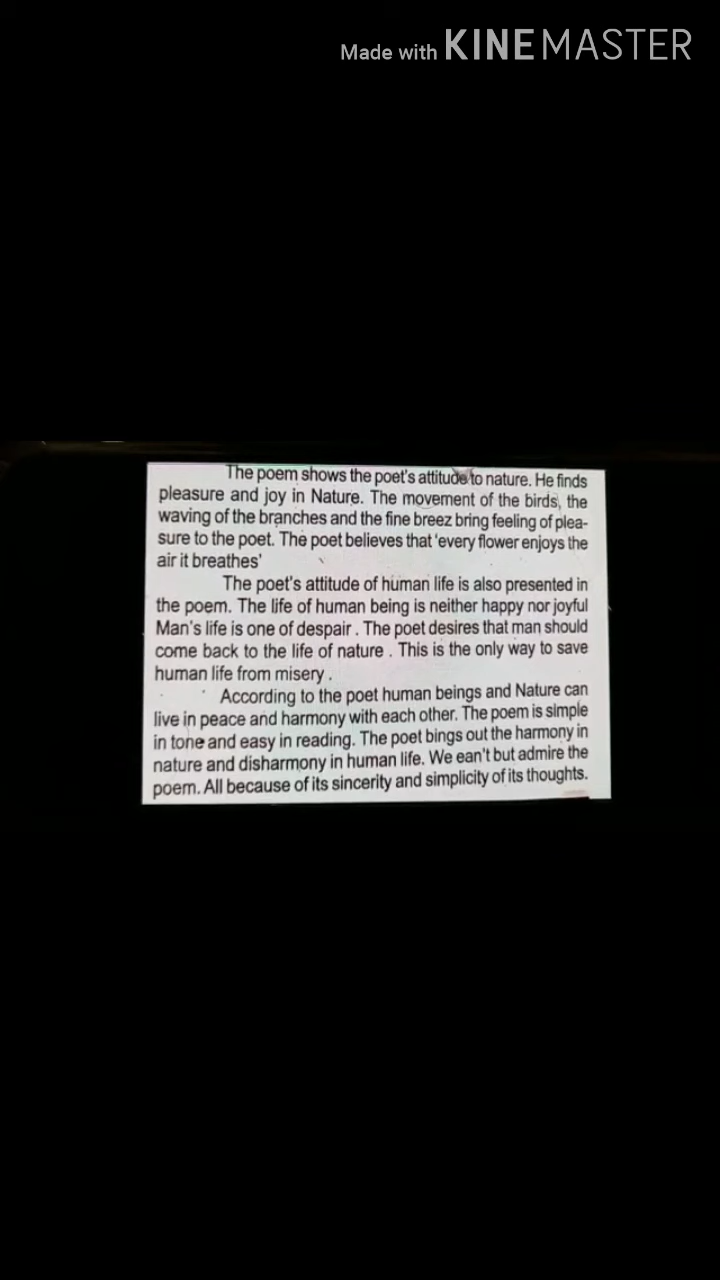 Made with KINEMASTER
The poem shows the poet's attitude to nature. He finds
pleasure and joy in Nature. The movement of the birds, the
waving of the branches and the fine breez bring feeling of plea-
sure to the poet. The poet believes that 'every flower enjoys the
air it breathes'
The poet's attitude of human life is also presented in
the poem. The life of human being is neither happy nor joyful
Man's life is one of despair . The poet desires that man should
come back to the life of nature . This is the only way to save
human life from misery .
According to the poet human beings and Nature can
live in peace and harmony with each other. The poem is simple
in tone and easy in reading. The poet bings out the harmony in
nature and disharmony in human life. We ean't but admire the
poem. All because of its sincerity and simplicity of its thoughts.